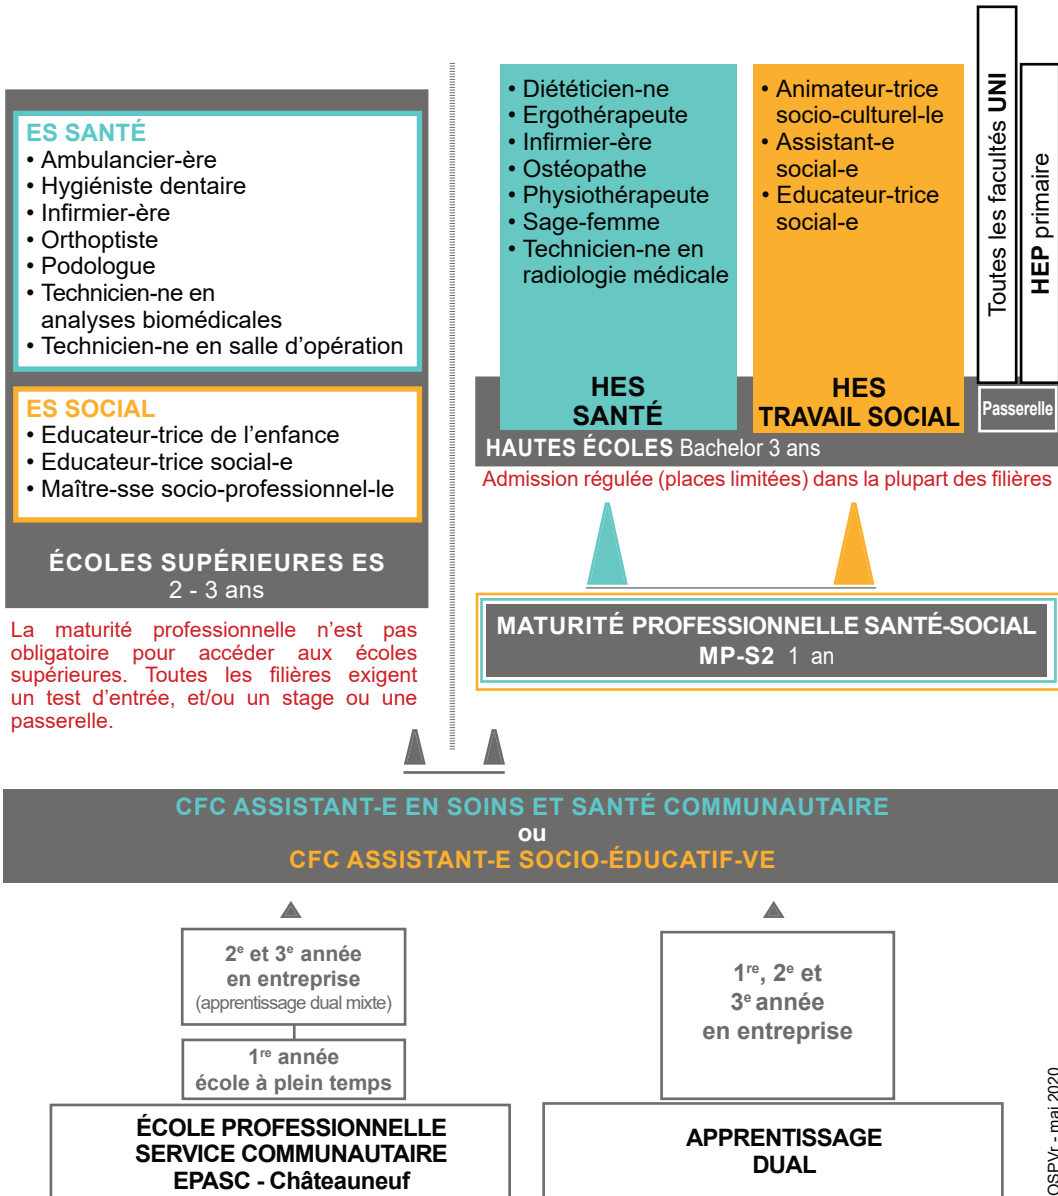 ES SANTÉ
• Ambulancier-ère
• Hygiéniste dentaire
• Infirmier-ère
• Orthoptiste
• Podologue
• Technicien-ne en
analyses biomédicales
• Technicien-ne en salle d'opération
ES SOCIAL
• Educateur-trice de l'enfance
• Educateur-trice social-e
• Maître-sse socio-professionnel-le
ÉCOLES SUPÉRIEURES ES
2 - 3 ans
La maturité professionnelle n'est pas
obligatoire pour accéder aux écoles
supérieures. Toutes les filières exigent
un test d'entrée, et/ou un stage ou une
passerelle.
• Diététicien-ne
• Ergothérapeute
• Infirmier-ère
• Ostéopathe
• Physiothérapeute
• Sage-femme
• Technicien-ne en
radiologie médicale
HES
SANTÉ
• Animateur-trice
socio-culturel-le
• Assistant-e
social-e
• Educateur-trice
social-e
HES
TRAVAIL SOCIAL
Toutes les facultés UNI
HEP primaire
Passerelle
HAUTES ÉCOLES Bachelor 3 ans
Admission régulée (places limitées) dans la plupart des filières
MATURITÉ PROFESSIONNELLE SANTÉ-SOCIAL
MP-S2 1 an
CFC ASSISTANT-E EN SOINS ET SANTÉ COMMUNAUTAIRE
ou
CFC ASSISTANT-E SOCIO-ÉDUCATIF-VE
2e et 3e année
en entreprise
(apprentissage dual mixte)
1re année
école à plein temps
ÉCOLE PROFESSIONNELLE
SERVICE COMMUNAUTAIRE
EPASC - Châteauneuf
1re, 2e et
3e année
en entreprise
APPRENTISSAGE
DUAL
OSPVr - mai 2020